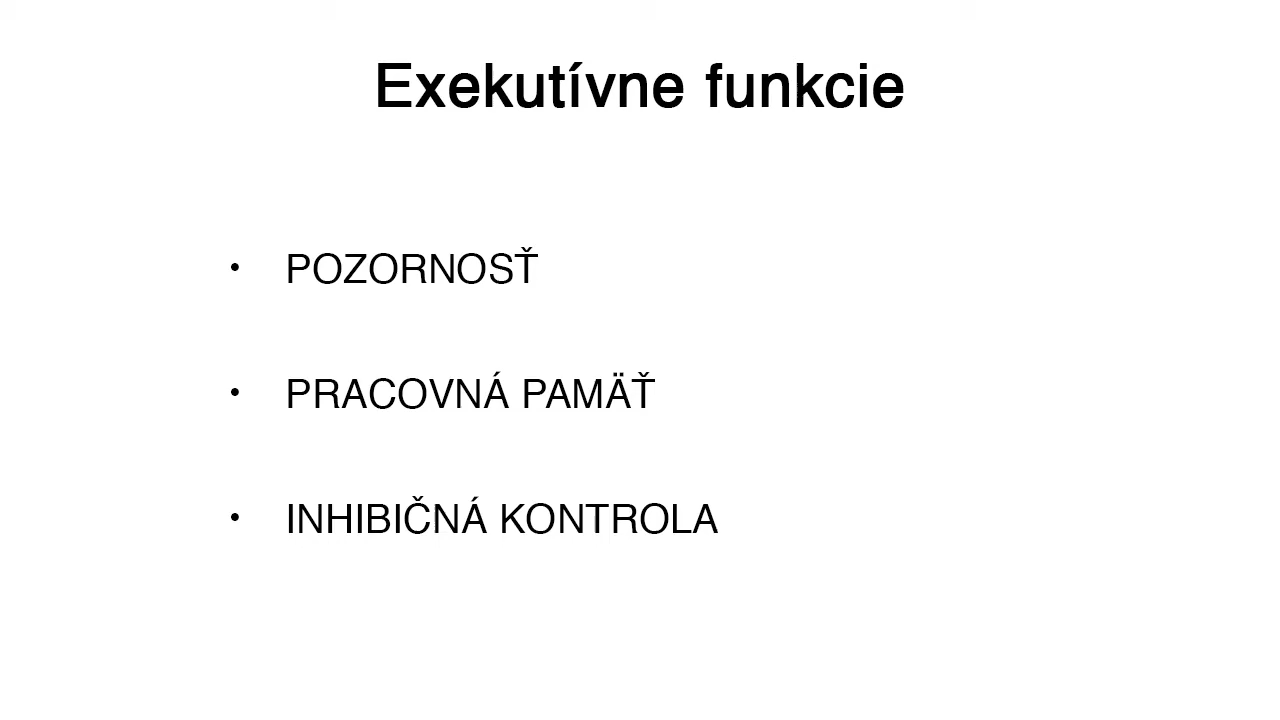 Exekutívne funkcie
• POZORNOSŤ
• PRACOVNÁ PAMÄŤ
• INHIBIČNÁ KONTROLA